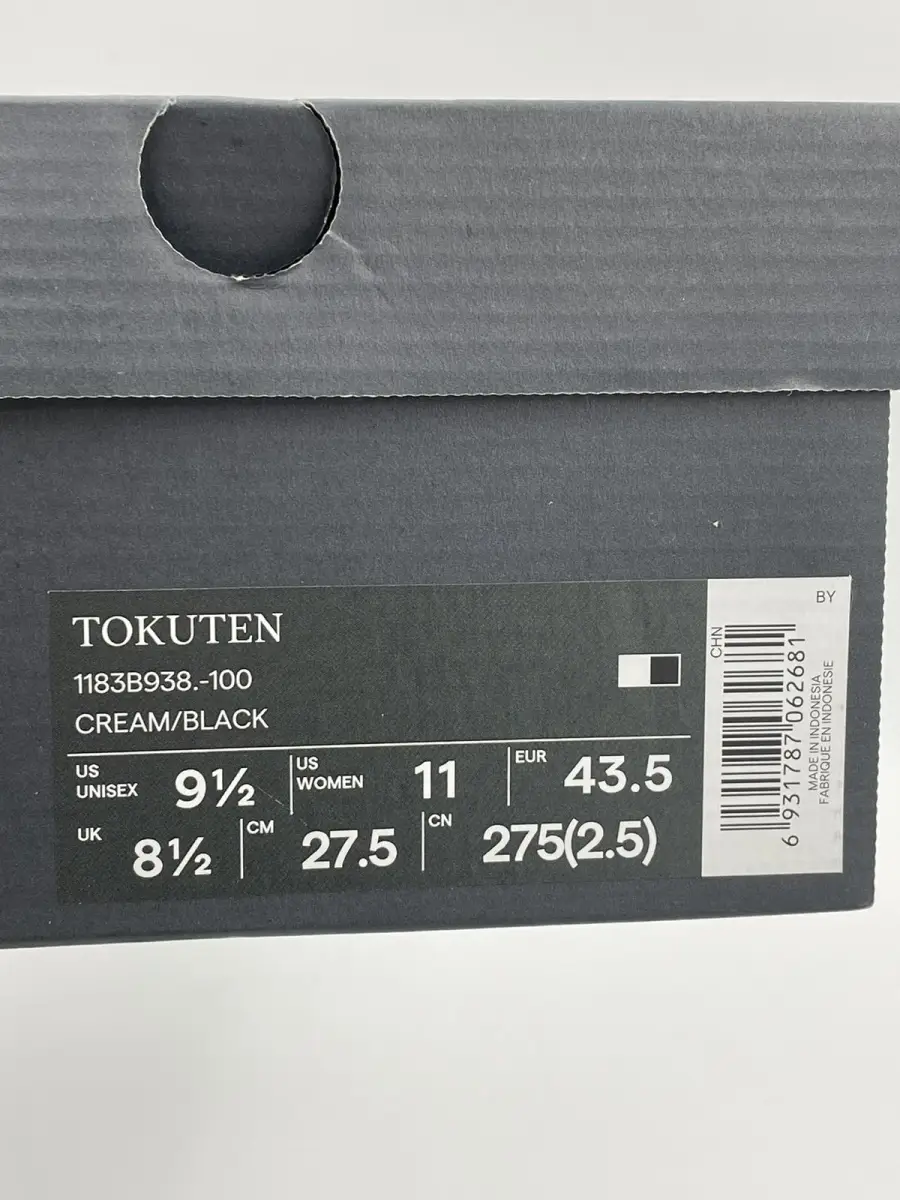 TOKUTEN
1183B938.-100
CREAM/BLACK
US UNISEX 9½
US WOMEN 11
EUR 43.5
UK 8½
CM 27.5
CN 275(2.5)
BY
CHN
6 931787 062681
MADE IN INDONESIA
FABRIQUE EN INDONESIE